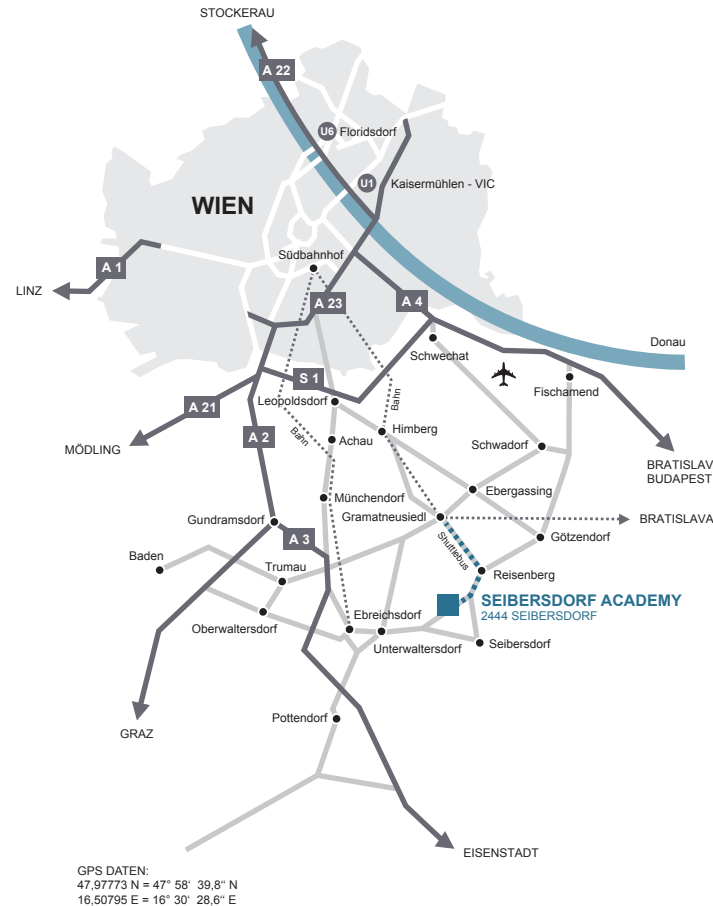 STOCKERAU
A 22
U6 Floridsdorf
U1
Kaisermühlen - VIC
WIEN
Südbahnhof
A 1
LINZ
A 23
A 4
Donau
Schwechat
S 1
Fischamend
A 21
Leopoldsdorf
Bahn
Himberg
A 2
Bahn
Achau
Schwadorf
MÖDLING
BRATISLAV
BUDAPEST
Münchendorf
Ebergassing
Gramatneusiedl
BRATISLAVA
Gundramsdorf
A 3
Shuttlebus
Götzendorf
Baden
Trumau
Reisenberg
SEIBERSDORF ACADEMY
2444 SEIBERSDORF
Ebreichsdorf
Oberwaltersdorf
Unterwaltersdorf
Seibersdorf
Pottendorf
GRAZ
EISENSTADT
GPS DATEN:
47,97773 N = 47° 58‘ 39,8“ N
16,50795 E = 16° 30‘ 28,6“ E